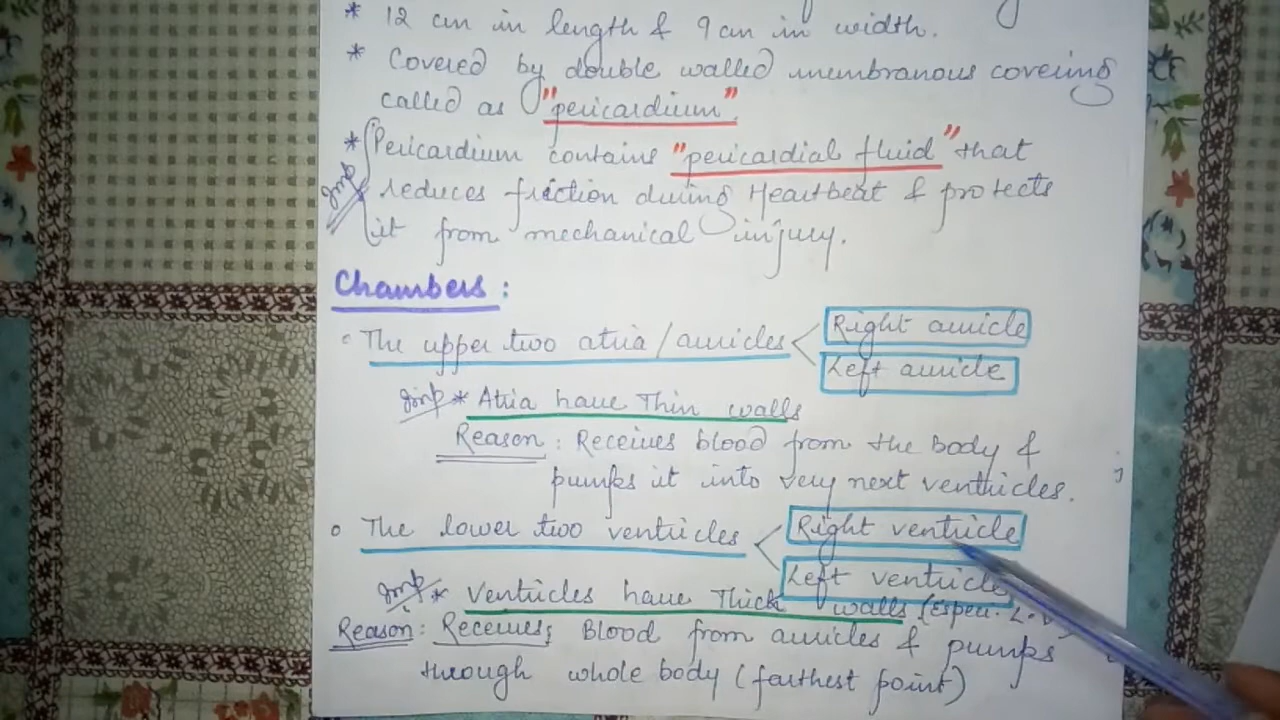 * 12 cm in length & 9 cm in width.
* Covered by double walled membranous covering
called as "pericardium"
* Pericardium contains "pericardial fluid" that
imp reduces friction during Heartbeat & protects
it from mechanical injury.
Chambers:
The upper two atria/auricles
Right auricle
Left auricle
imp * Atria have Thin walls
Reason: Receives blood from the body &
pumps it into very next ventricles.
The lower two ventricles
Right ventricle
Left ventricle
imp * Ventricles have Thick walls (Espec. L.V)
Reason: Receives; Blood from auricles & pumps
through whole body (farthest point)